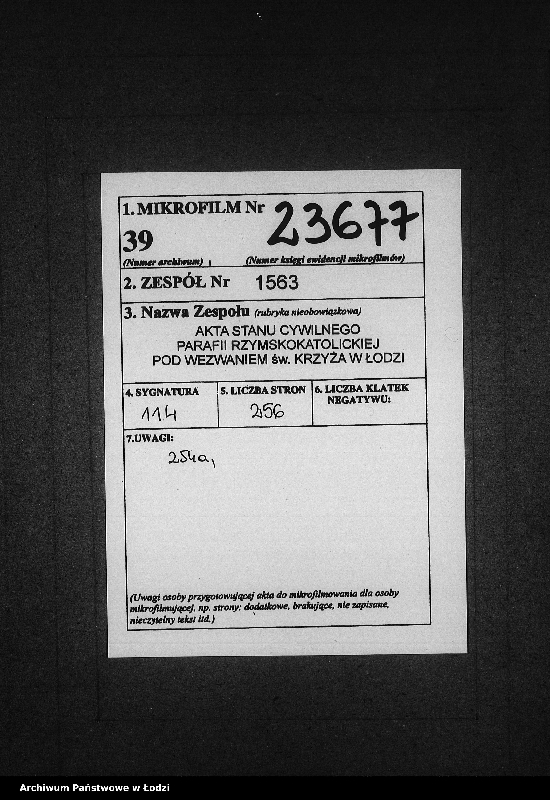 1. MIKROFILM Nr 23677
39
(Numer archiwum) (Numer księgi ewidencji mikrofilmów)
2. ZESPÓŁ Nr 1563
3. Nazwa Zespołu (rubryka nieobowiązkowa)
AKTA STANU CYWILNEGO
PARAFII RZYMSKOKATOLICKIEJ
POD WEZWANIEM św. KRZYŻA W ŁODZI
4. SYGNATURA 5. LICZBA STRON 6. LICZBA KLATEK
NEGATYWU:
114 256
7.UWAGI:
254a,
(Uwagi osoby przygotowującej akta do mikrofilmowania dla osoby
mikrofilmującej, np. strony: dodatkowe, brakujące, nie zapisane,
nieczytelny tekst itd.)
Archiwum Państwowe w Łodzi